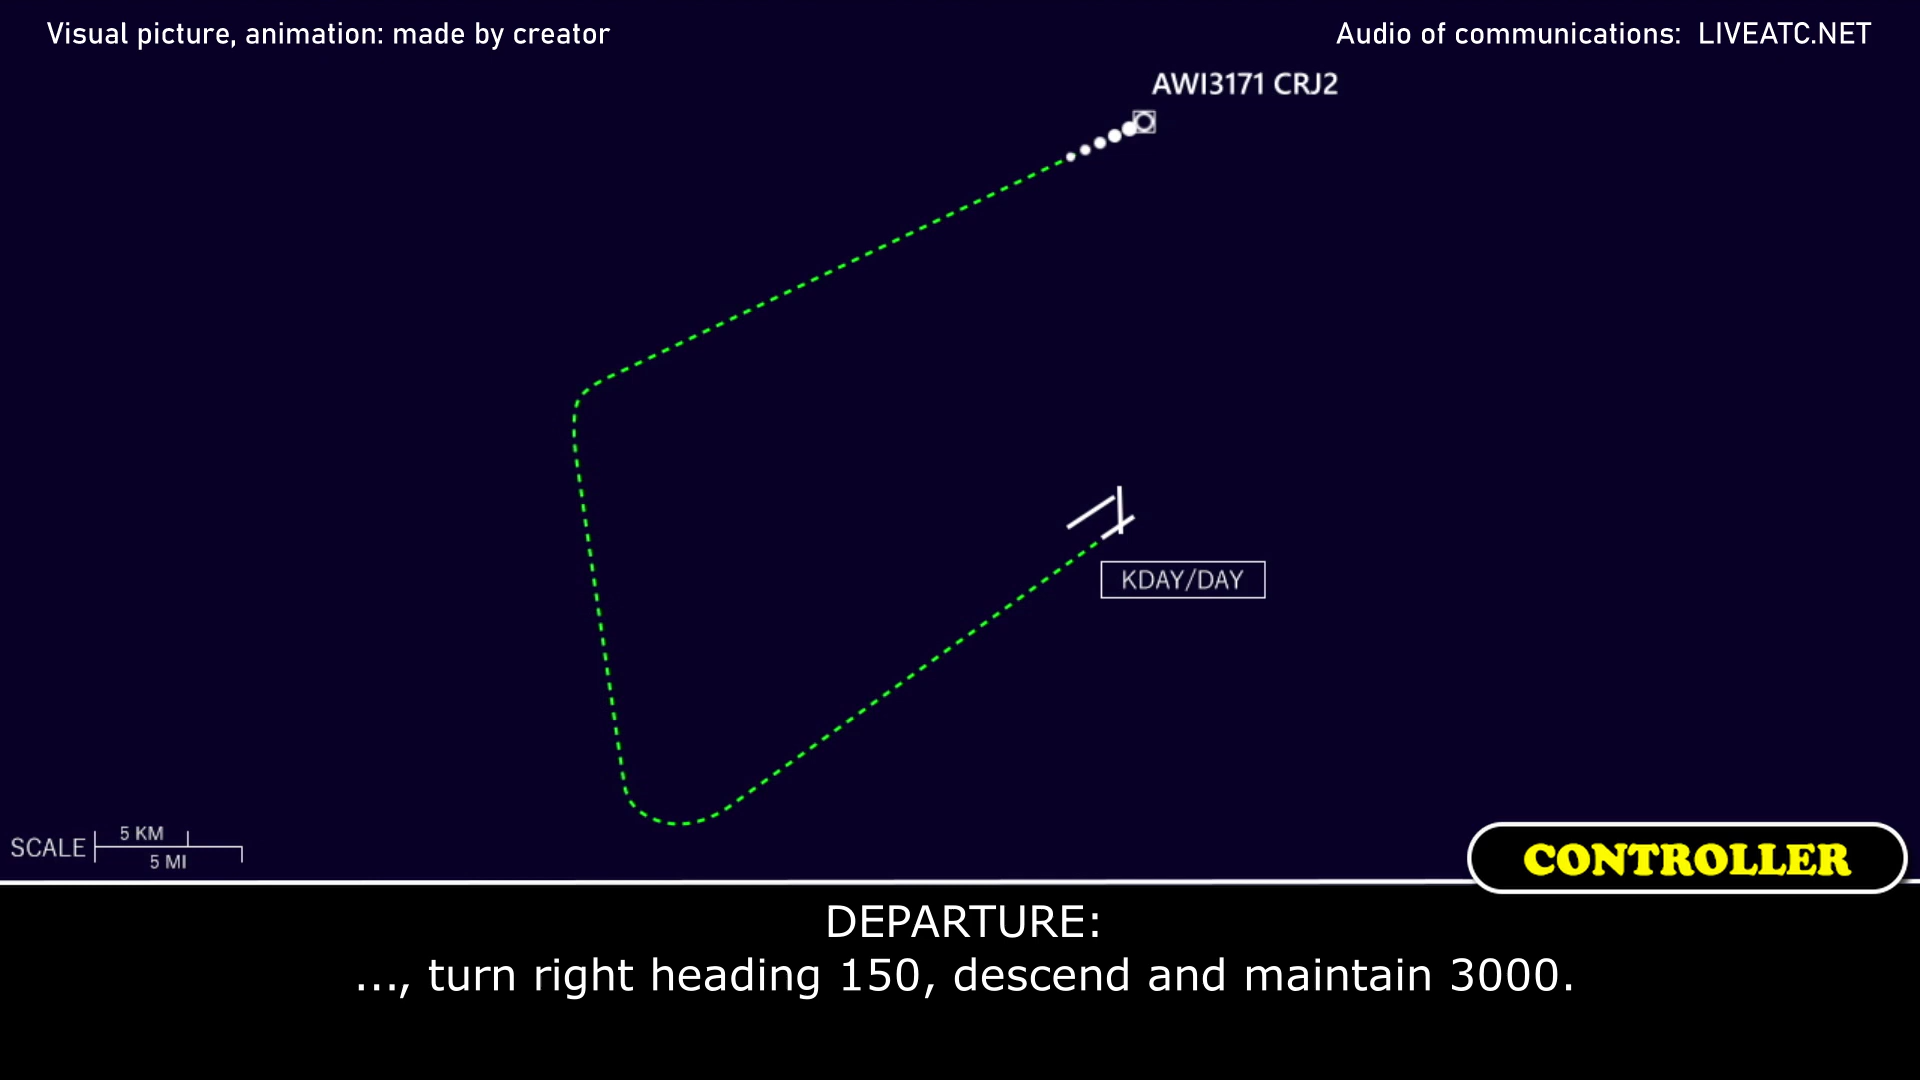 Visual picture, animation: made by creator
Audio of communications: LIVEATC.NET
AWI3171 CRJ2
KDAY/DAY
SCALE
5 KM
5 MI
CONTROLLER
DEPARTURE:
..., turn right heading 150, descend and maintain 3000.